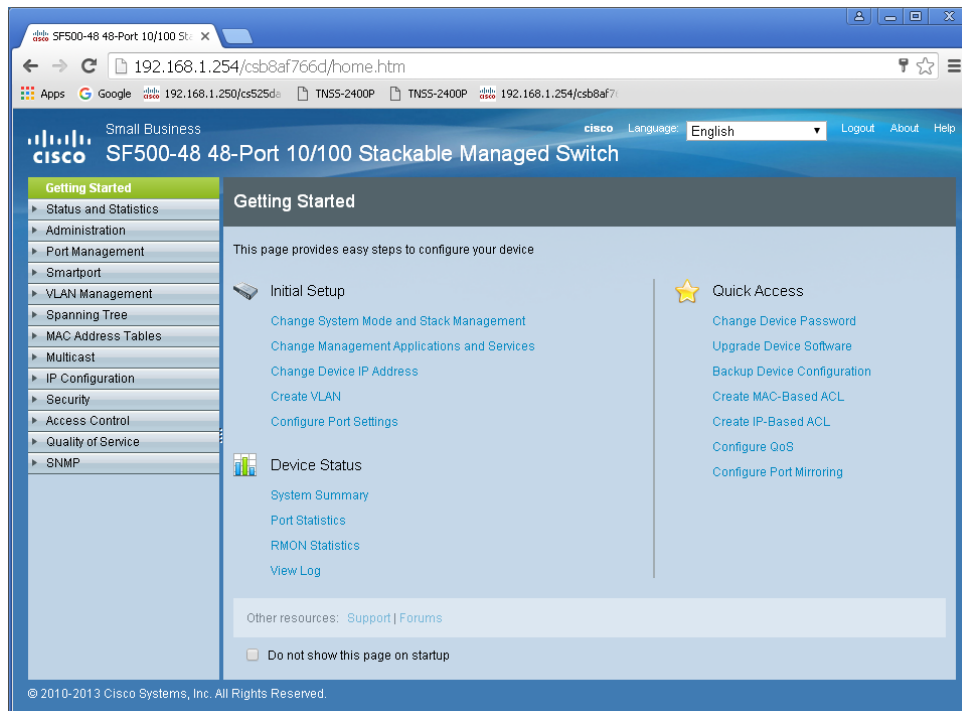 SF500-48 48-Port 10/100 St
192.168.1.254/csb8af766d/home.htm
Apps Google 192.168.1.250/cs525da TNSS-2400P TNSS-2400P 192.168.1.254/csb8af7
Small Business
cisco Language: English Logout About Help
cisco SF500-48 48-Port 10/100 Stackable Managed Switch
Getting Started
Status and Statistics
Administration
Port Management
Smartport
VLAN Management
Spanning Tree
MAC Address Tables
Multicast
IP Configuration
Security
Access Control
Quality of Service
SNMP
Getting Started
This page provides easy steps to configure your device
Initial Setup
Change System Mode and Stack Management
Change Management Applications and Services
Change Device IP Address
Create VLAN
Configure Port Settings
Device Status
System Summary
Port Statistics
RMON Statistics
View Log
Quick Access
Change Device Password
Upgrade Device Software
Backup Device Configuration
Create MAC-Based ACL
Create IP-Based ACL
Configure QoS
Configure Port Mirroring
Other resources: Support | Forums
Do not show this page on startup
© 2010-2013 Cisco Systems, Inc. All Rights Reserved.